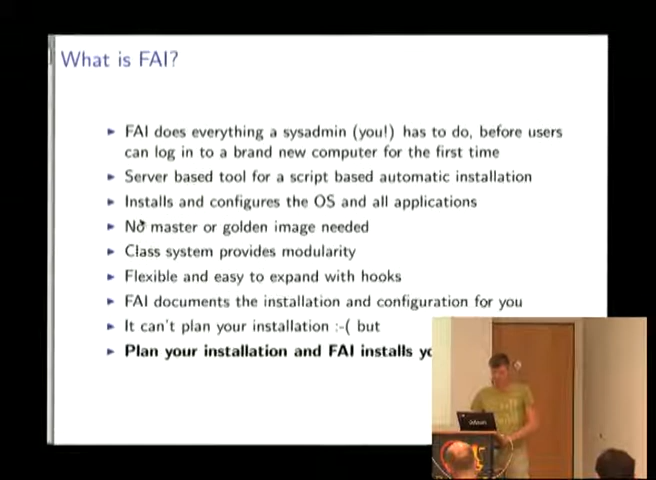 What is FAI?
FAI does everything a sysadmin (you!) has to do, before users
can log in to a brand new computer for the first time
Server based tool for a script based automatic installation
Installs and configures the OS and all applications
No master or golden image needed
Class system provides modularity
Flexible and easy to expand with hooks
FAI documents the installation and configuration for you
It can't plan your installation :-( but
Plan your installation and FAI installs